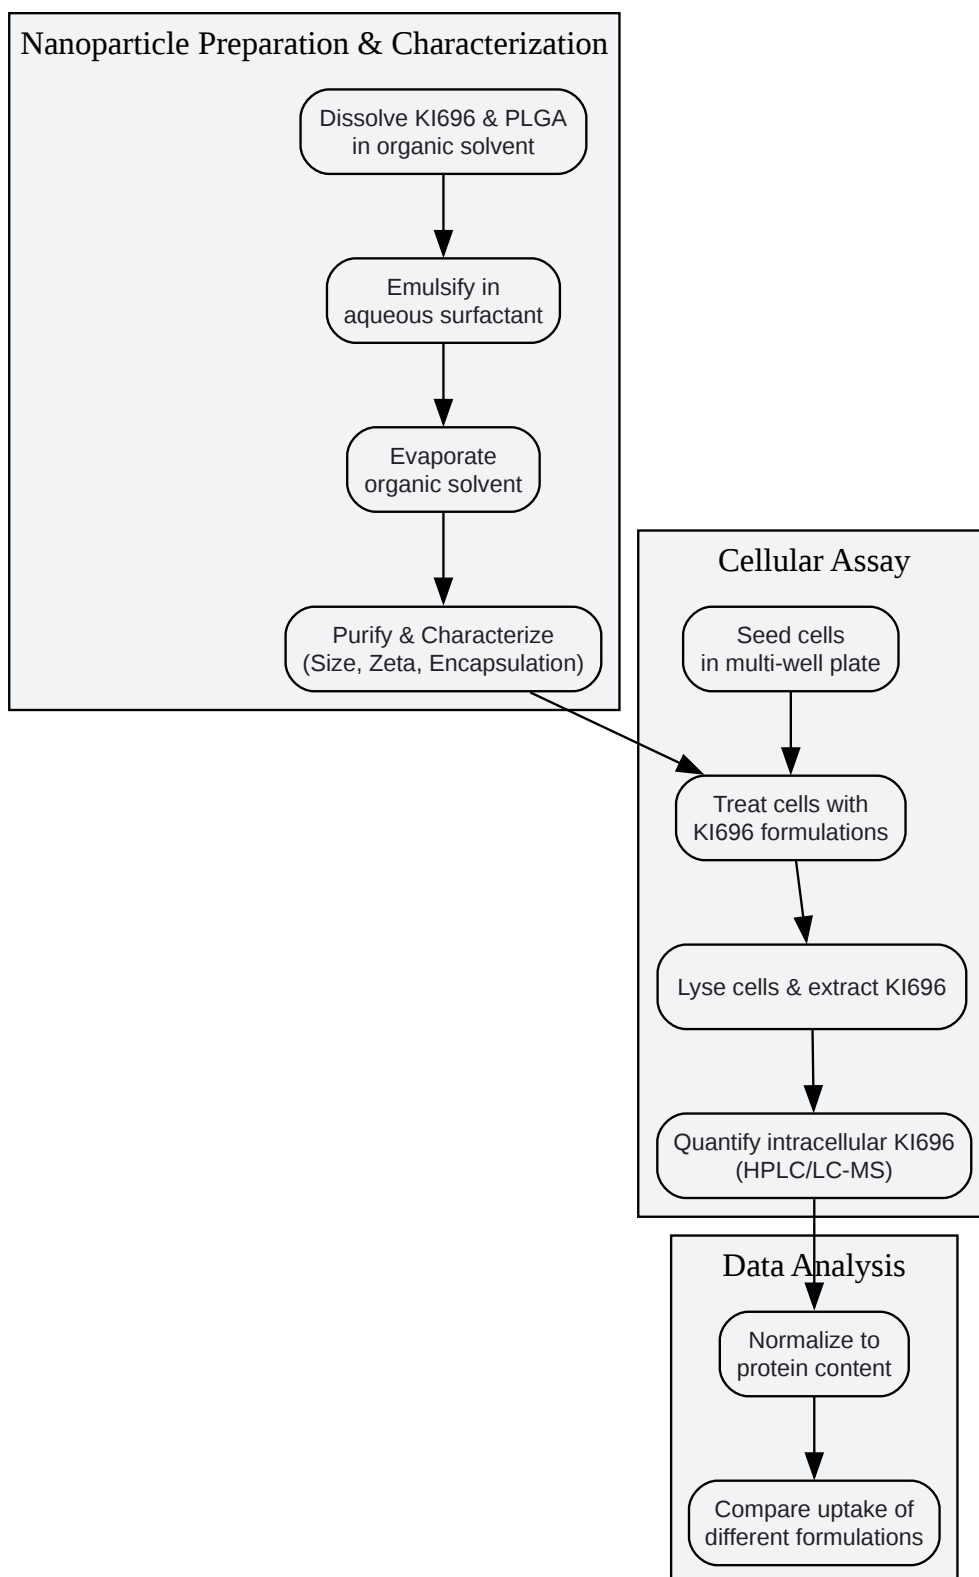 Nanoparticle Preparation & Characterization
Dissolve KI696 & PLGA
in organic solvent
Emulsify in
aqueous surfactant
Evaporate
organic solvent
Purify & Characterize
(Size, Zeta, Encapsulation)
Cellular Assay
Seed cells
in multi-well plate
Treat cells with
KI696 formulations
Lyse cells & extract KI696
Quantify intracellular KI696
(HPLC/LC-MS)
Data Analysis
Normalize to
protein content
Compare uptake of
different formulations